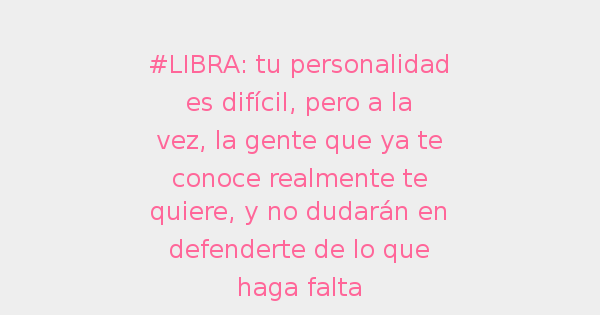 #LIBRA: tu personalidad
es difícil, pero a la
vez, la gente que ya te
conoce realmente te
quiere, y no dudarán en
defenderte de lo que
haga falta